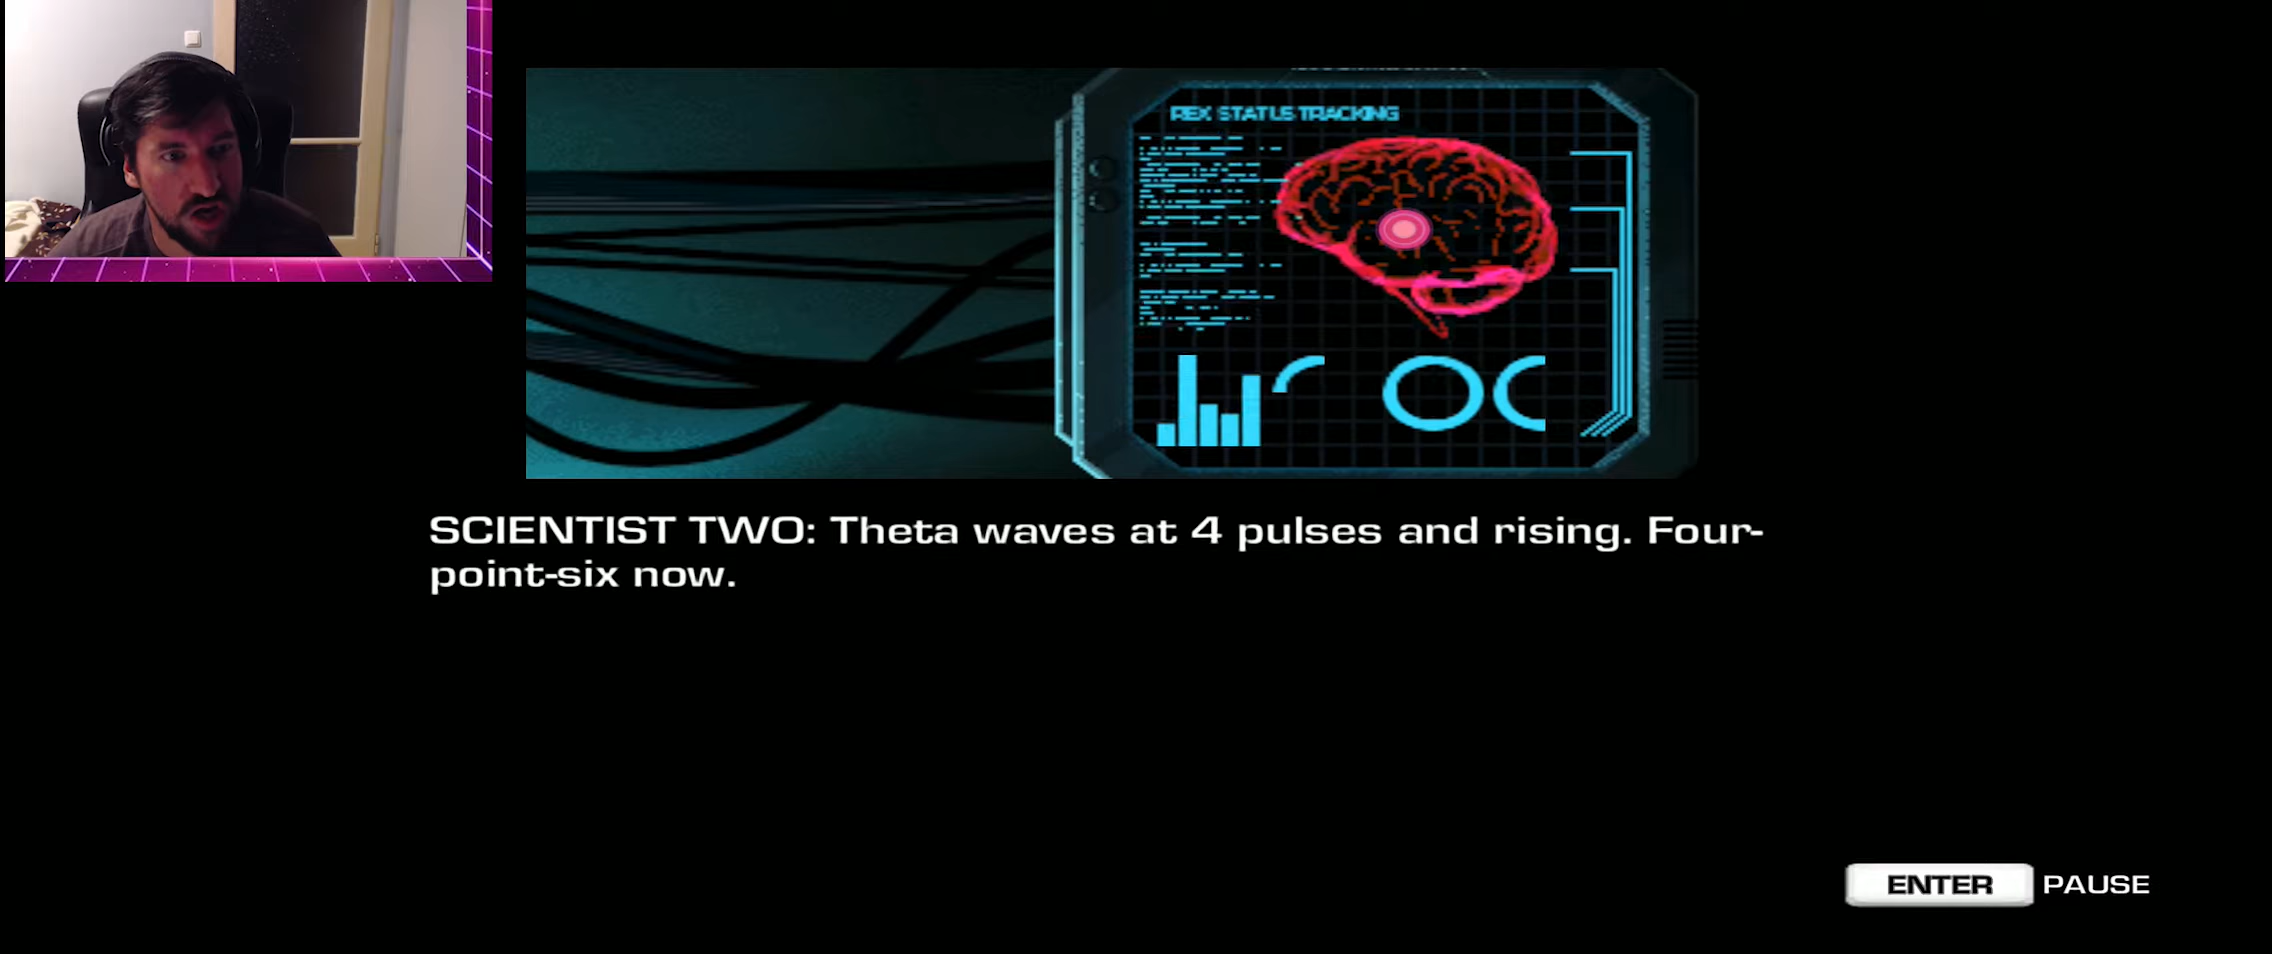 REX STATUS TRACKING
SCIENTIST TWO: Theta waves at 4 pulses and rising. Four-
point-six now.
ENTER PAUSE